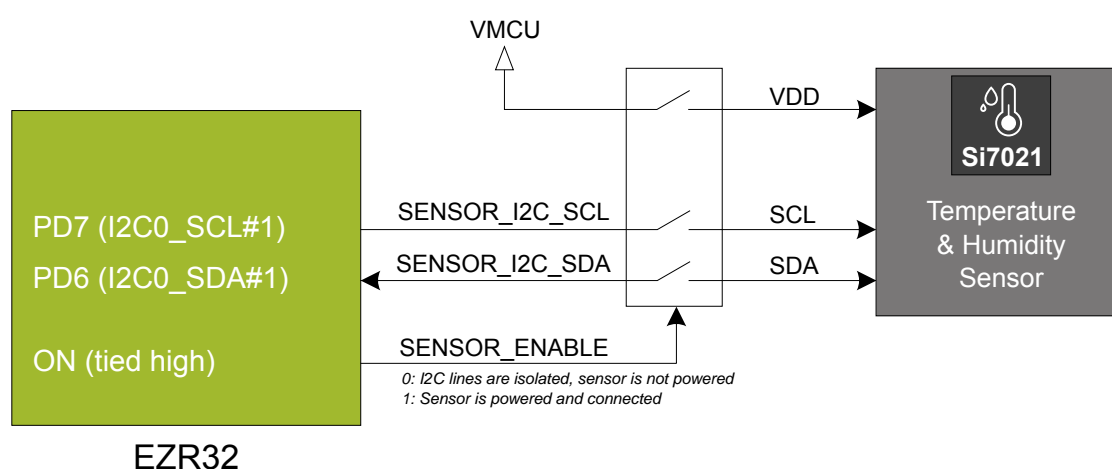 VMCU
VDD
Si7021
PD7 (I2C0_SCL#1)
SENSOR_I2C_SCL
SCL
Temperature
& Humidity
Sensor
PD6 (I2C0_SDA#1)
SENSOR_I2C_SDA
SDA
ON (tied high)
SENSOR_ENABLE
0: I2C lines are isolated, sensor is not powered
1: Sensor is powered and connected
EZR32